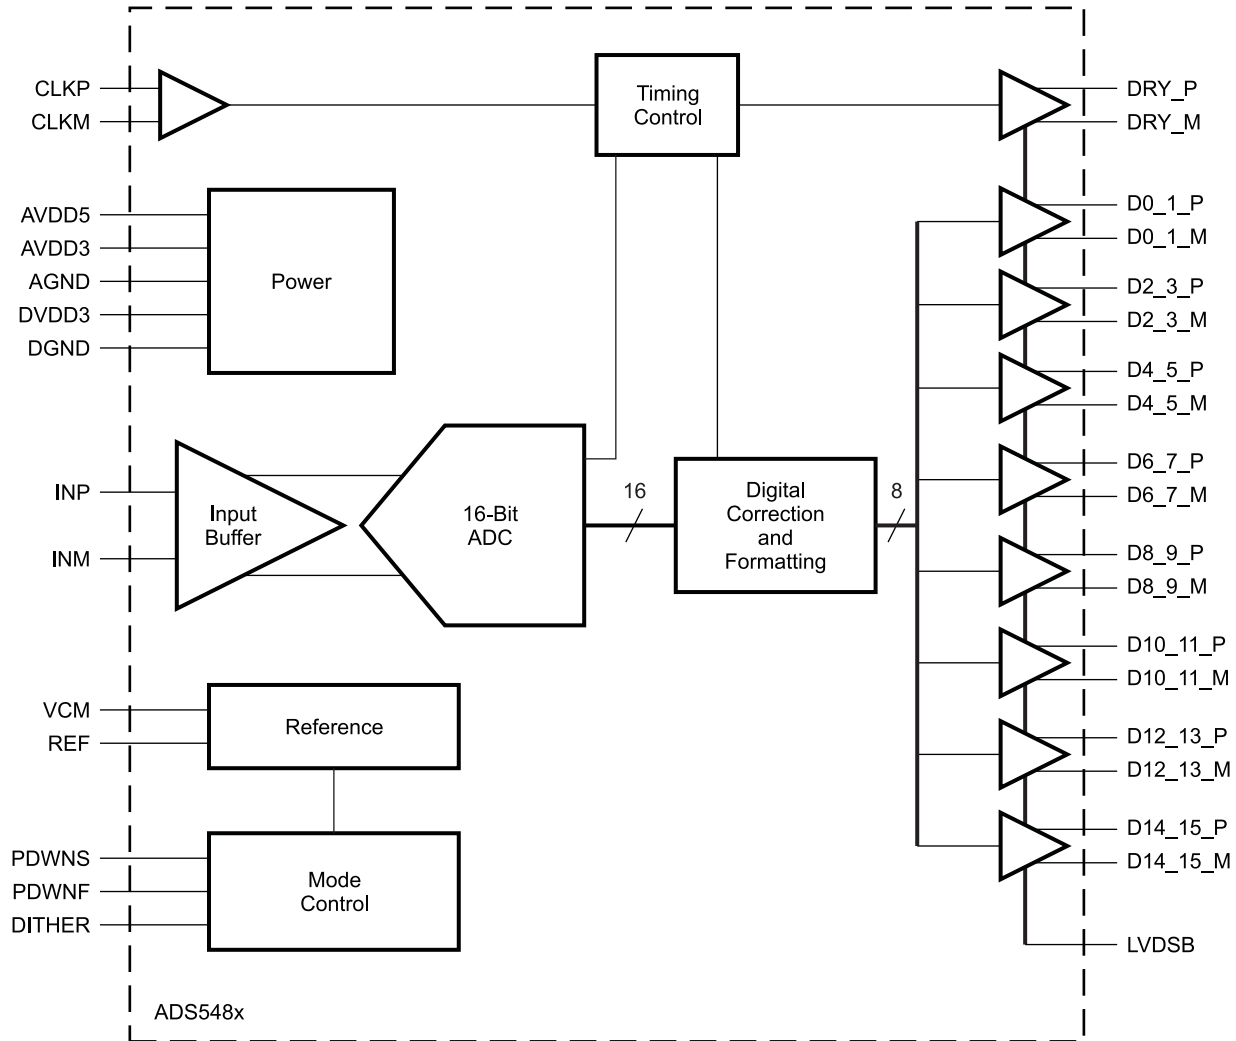 CLKP
CLKM
Timing
Control
DRY_P
DRY_M
AVDD5
AVDD3
AGND
DVDD3
DGND
Power
D0_1_P
D0_1_M
D2_3_P
D2_3_M
D4_5_P
D4_5_M
INP
INM
Input
Buffer
16-Bit
ADC
16
Digital
Correction
and
Formatting
8
D6_7_P
D6_7_M
D8_9_P
D8_9_M
D10_11_P
D10_11_M
VCM
REF
Reference
D12_13_P
D12_13_M
D14_15_P
D14_15_M
PDWNS
PDWNF
DITHER
Mode
Control
LVDSB
ADS548x